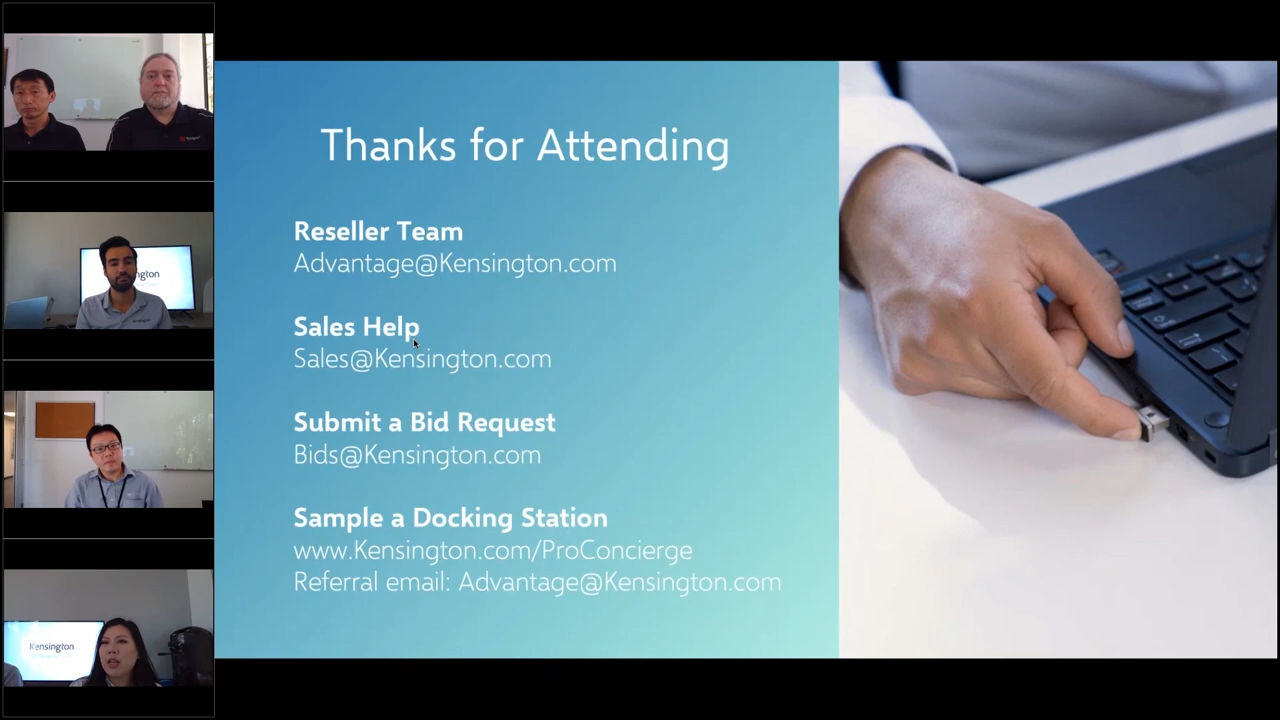 Thanks for Attending
Reseller Team
Advantage@Kensington.com
Sales Help
Sales@Kensington.com
Submit a Bid Request
Bids@Kensington.com
Sample a Docking Station
www.Kensington.com/ProConcierge
Referral email: Advantage@Kensington.com
Kensington